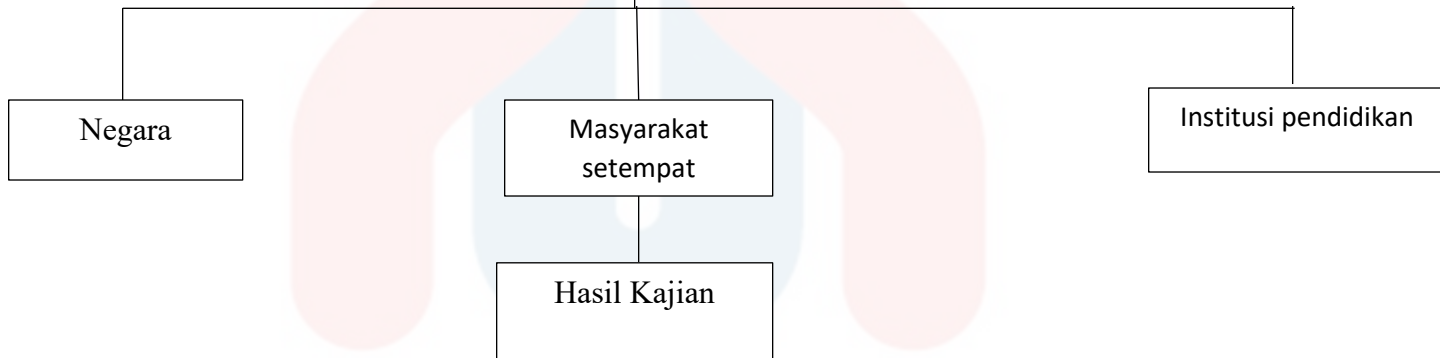 Negara
Masyarakat
setempat
Institusi pendidikan
Hasil Kajian